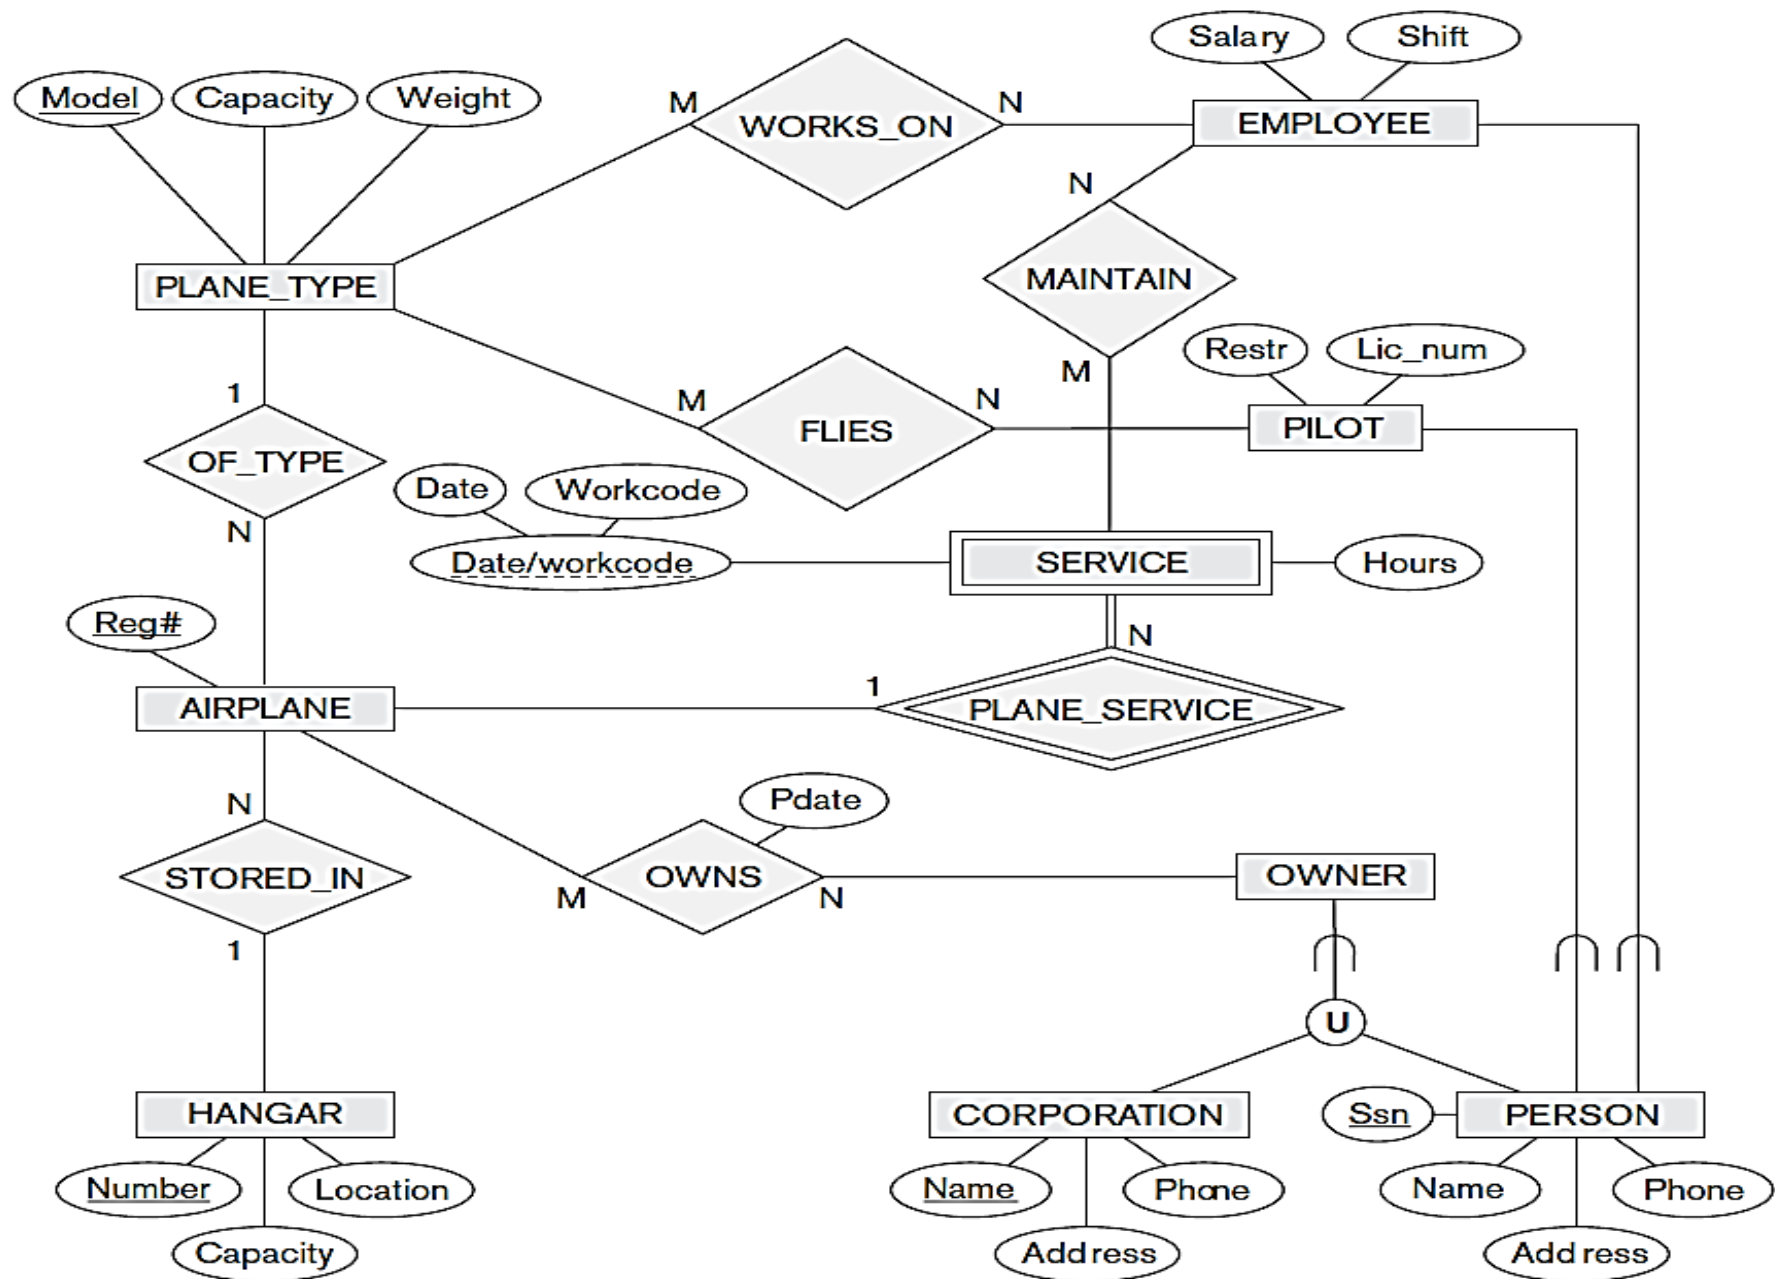 Salary Shift
Model Capacity Weight
M WORKS_ON N EMPLOYEE
N
MAINTAIN
PLANE_TYPE
Restr Lic_num
M
1 M FLIES N PILOT
OF_TYPE
Date Workcode
N
Date/workcode SERVICE Hours
Reg#
N
1
AIRPLANE PLANE_SERVICE
Pdate
N
STORED_IN M OWNS N OWNER
1
U
HANGAR CORPORATION Ssn PERSON
Number Location Name Phone Name Phone
Capacity Address Address